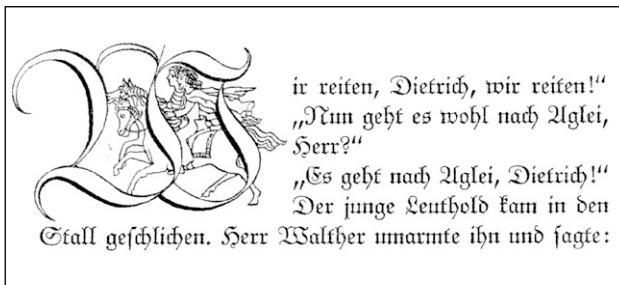 Wir reiten, Dietrich, wir reiten!“
„Nun geht es wohl nach Aglei,
Herr?“
„Es geht nach Aglei, Dietrich!“
Der junge Leuthold kam in den
Stall geſchlichen. Herr Walther umarmte ihn und ſagte: